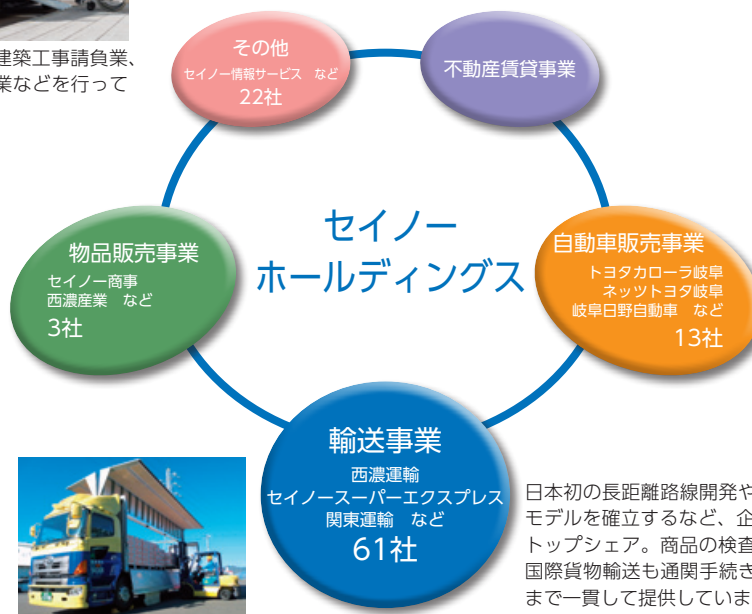 建築工事請負業、
業などを行って
その他
セイノー情報サービス　など
22社
不動産賃貸事業
物品販売事業
セイノー商事
西濃産業　など
3社
セイノー
ホールディングス
自動車販売事業
トヨタカローラ岐阜
ネッツトヨタ岐阜
岐阜日野自動車　など
13社
輸送事業
西濃運輸
セイノースーパーエクスプレス
関東運輸　など
61社
日本初の長距離路線開発や
モデルを確立するなど、企
トップシェア。商品の検査
国際貨物輸送も通関手続き
まで一貫して提供していま